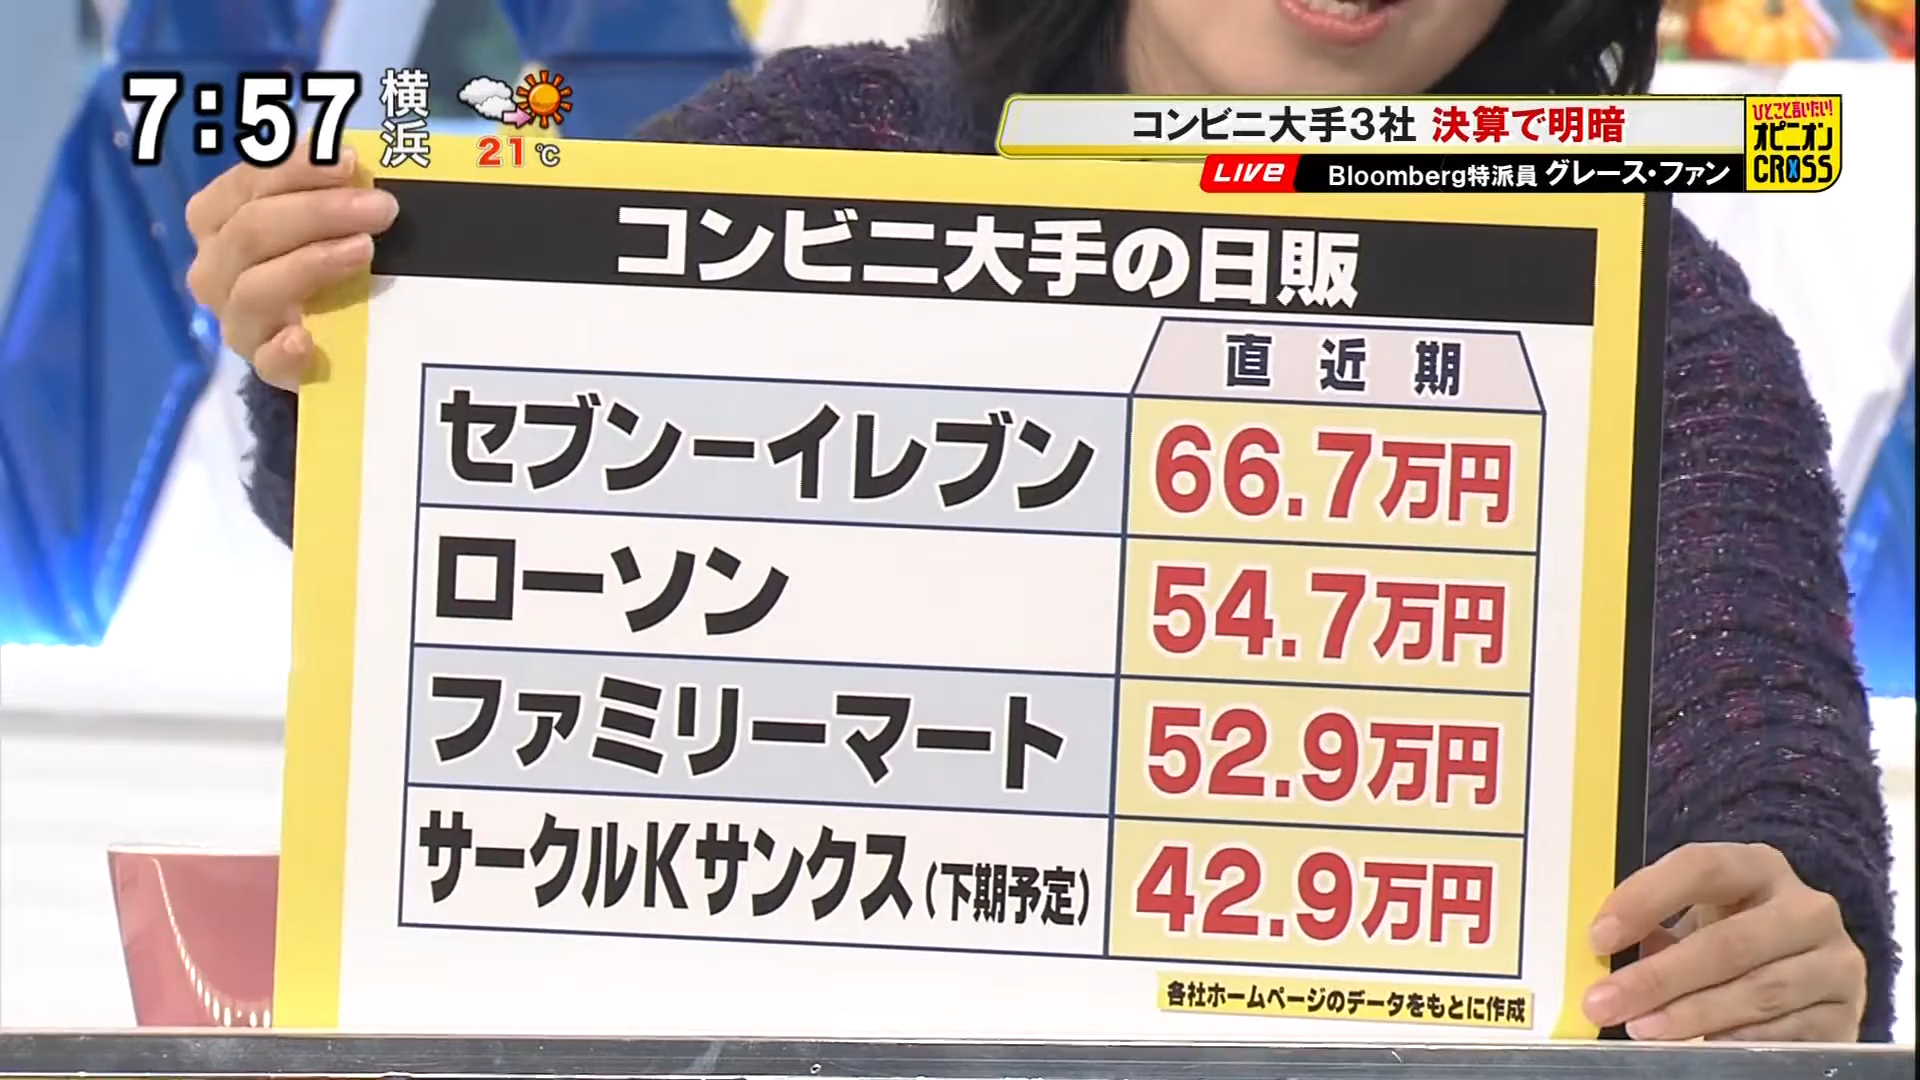 7:57
横浜
21℃
コンビニ大手3社 決算で明暗
ひとこと言いたい!
オピニオン
CROSS
LIVE
Bloomberg特派員 グレース・ファン
コンビニ大手の日販
直近期
セブン-イレブン 66.7万円
ローソン 54.7万円
ファミリーマート 52.9万円
サークルKサンクス(下期予定) 42.9万円
各社ホームページのデータをもとに作成